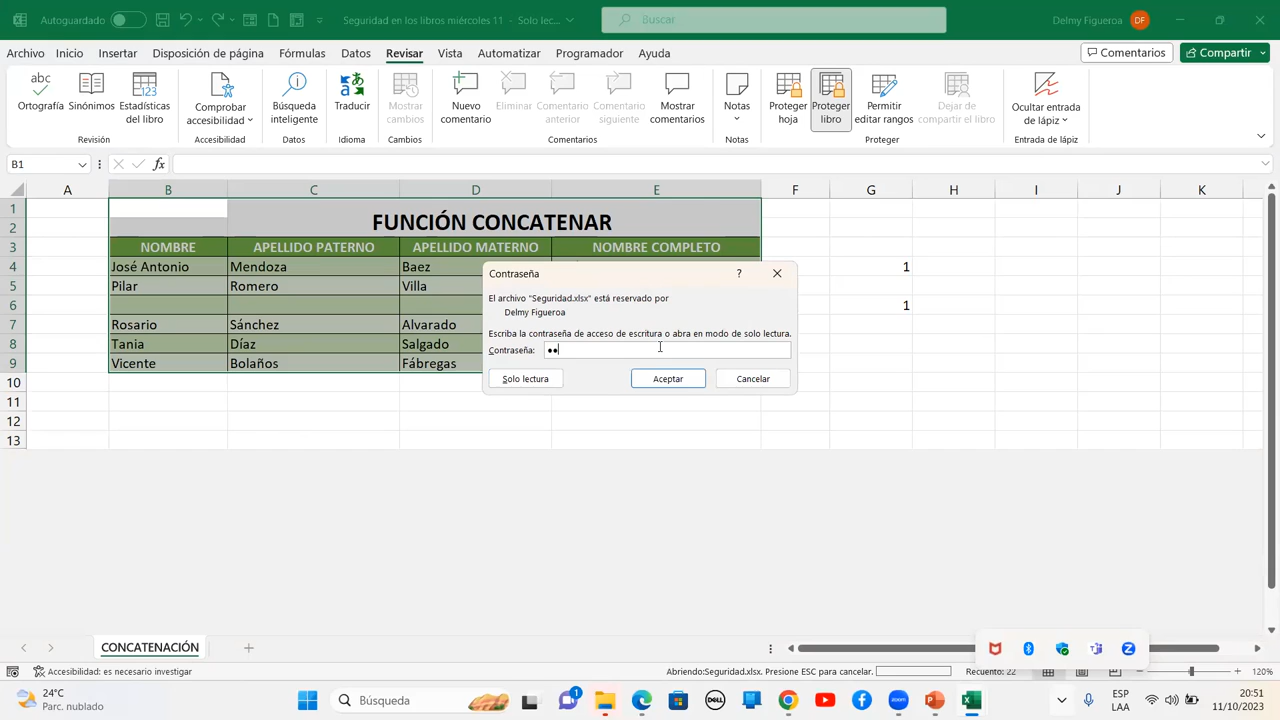 Autoguardado
Seguridad en los libros miércoles 11 - Solo lec...
Buscar
Delmy Figueroa
DF
Archivo Inicio Insertar Disposición de página Fórmulas Datos Revisar Vista Automatizar Programador Ayuda
Comentarios
Compartir
abc
Ortografía
Sinónimos
Estadísticas
del libro
Revisión
Comprobar
accesibilidad
Accesibilidad
Búsqueda
inteligente
Datos
Traducir
Idioma
Mostrar
cambios
Cambios
Nuevo
comentario
Eliminar
Comentario
anterior
Comentario
siguiente
Mostrar
comentarios
Comentarios
Notas
Notas
Proteger
hoja
Proteger
libro
Permitir
editar rangos
Dejar de
compartir el libro
Proteger
Ocultar entrada
de lápiz
Entrada de lápiz
B1
fx
A B C D E F G H I J K
1
2 FUNCIÓN CONCATENAR
3 NOMBRE APELLIDO PATERNO APELLIDO MATERNO NOMBRE COMPLETO
4 José Antonio Mendoza Baez 1
5 Pilar Romero Villa
6 1
7 Rosario Sánchez Alvarado
8 Tania Díaz Salgado
9 Vicente Bolaños Fábregas
10
11
12
13
Contraseña
?
El archivo "Seguridad.xlsx" está reservado por
Delmy Figueroa
Escriba la contraseña de acceso de escritura o abra en modo de solo lectura.
Contraseña: ●●
Solo lectura
Aceptar
Cancelar
CONCATENACIÓN
Accesibilidad: es necesario investigar
Abriendo:Seguridad.xlsx. Presione ESC para cancelar.
Recuento: 22
120%
24°C
Parc. nublado
Búsqueda
1
DELL
zoom
ESP
LAA
20:51
11/10/2023